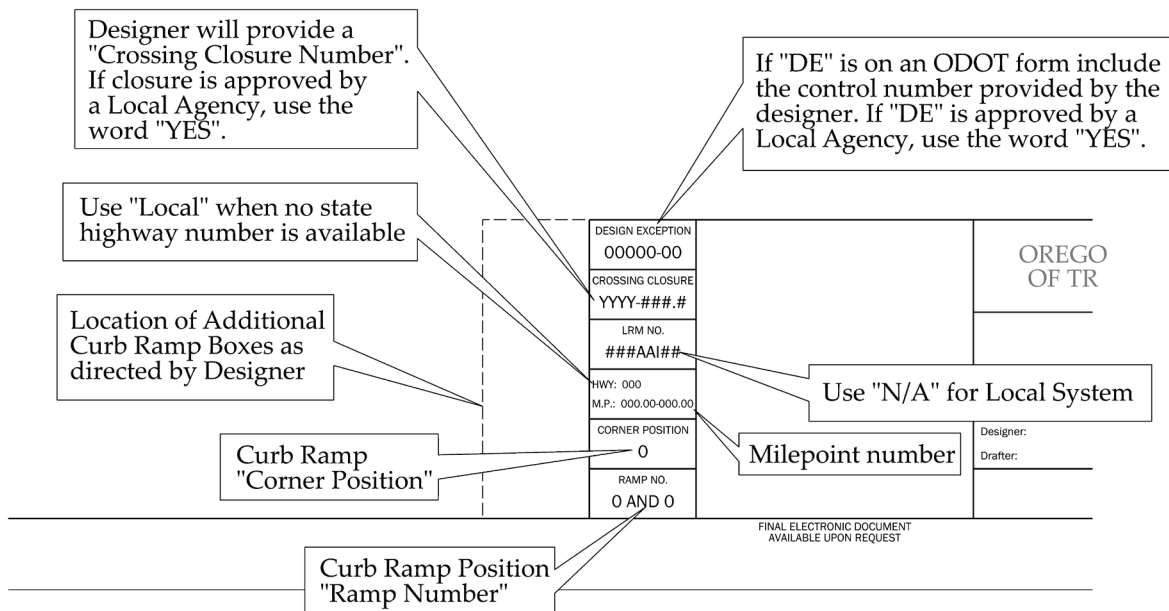 Designer will provide a
"Crossing Closure Number".
If closure is approved by
a Local Agency, use the
word "YES".
If "DE" is on an ODOT form include
the control number provided by the
designer. If "DE" is approved by a
Local Agency, use the word "YES".
Use "Local" when no state
highway number is available
Location of Additional
Curb Ramp Boxes as
directed by Designer
DESIGN EXCEPTION
00000-00
CROSSING CLOSURE
YYYY-###.#
LRM NO.
###AAI##
HWY: 000
M.P.: 000.00-000.00
CORNER POSITION
0
RAMP NO.
0 AND 0
OREGO
OF TR
Use "N/A" for Local System
Milepoint number
Designer:
Drafter:
Curb Ramp
"Corner Position"
FINAL ELECTRONIC DOCUMENT
AVAILABLE UPON REQUEST
Curb Ramp Position
"Ramp Number"